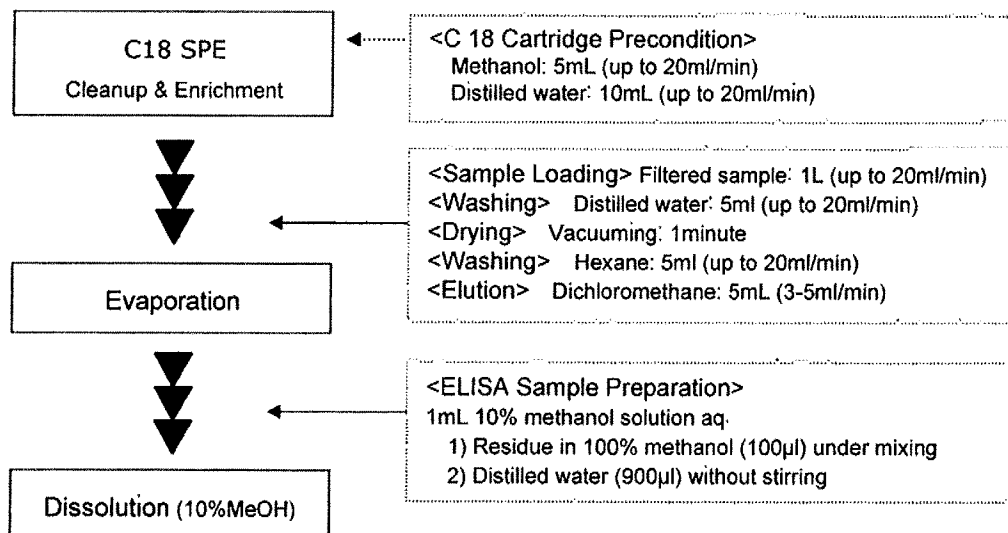 C18 SPE
Cleanup & Enrichment
<C 18 Cartridge Precondition>
Methanol: 5mL (up to 20ml/min)
Distilled water: 10mL (up to 20ml/min)
<Sample Loading> Filtered sample: 1L (up to 20ml/min)
<Washing> Distilled water: 5ml (up to 20ml/min)
<Drying> Vacuuming: 1minute
<Washing> Hexane: 5ml (up to 20ml/min)
<Elution> Dichloromethane: 5mL (3-5ml/min)
Evaporation
<ELISA Sample Preparation>
1mL 10% methanol solution aq.
1) Residue in 100% methanol (100µl) under mixing
2) Distilled water (900µl) without stirring
Dissolution (10%MeOH)